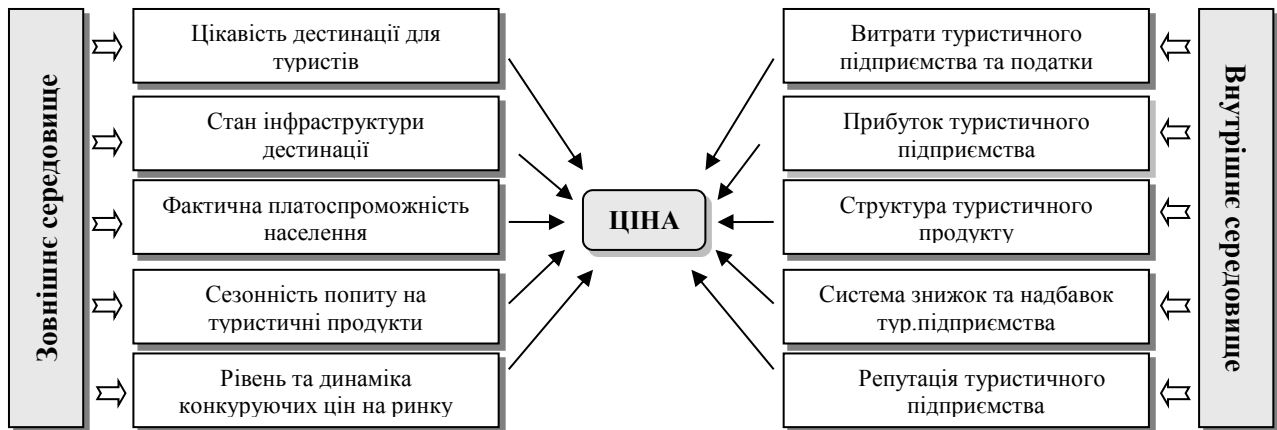 Зовнішнє середовище
Цікавість дестинації для
туристів
Стан інфраструктури
дестинації
Фактична платоспроможність
населення
Сезонність попиту на
туристичні продукти
Рівень та динаміка
конкуруючих цін на ринку
ЦІНА
Витрати туристичного
підприємства та податки
Прибуток туристичного
підприємства
Структура туристичного
продукту
Система знижок та надбавок
тур.підприємства
Репутація туристичного
підприємства
Внутрішнє середовище